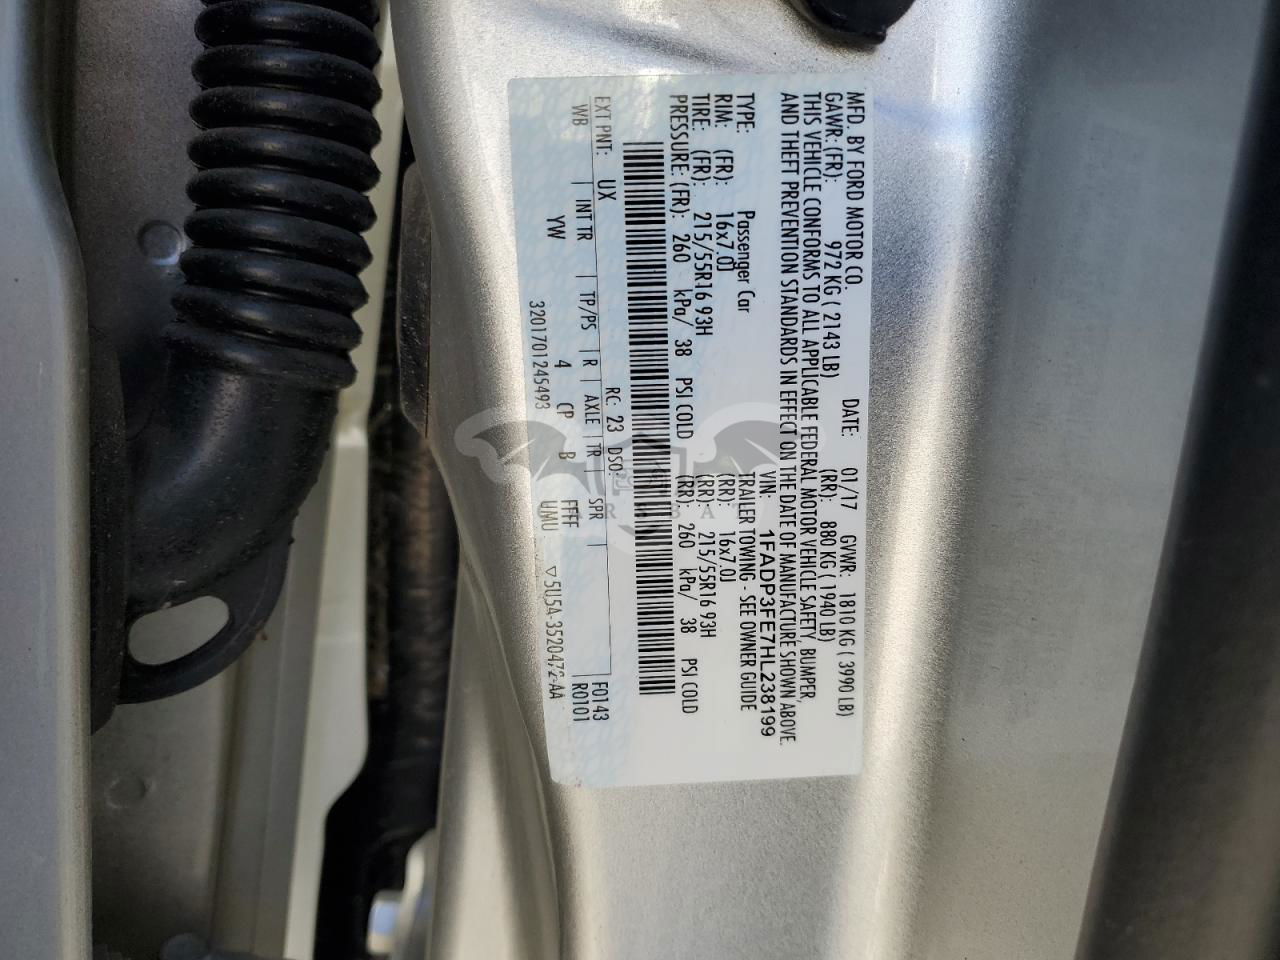 MFD. BY FORD MOTOR CO. DATE: 01/17 GVWR: 1810 KG ( 3990 LB)
GAWR: (FR): 972 KG ( 2143 LB) (RR): 880 KG ( 1940 LB)
THIS VEHICLE CONFORMS TO ALL APPLICABLE FEDERAL MOTOR VEHICLE SAFETY, BUMPER,
AND THEFT PREVENTION STANDARDS IN EFFECT ON THE DATE OF MANUFACTURE SHOWN ABOVE.
VIN: 1FADP3FE7HL238199
TYPE: Passenger Car TRAILER TOWING - SEE OWNER GUIDE
RIM: (FR): 16x7.0J (RR): 16x7.0J
TIRE: (FR): 215/55R16 93H (RR): 215/55R16 93H
PRESSURE: (FR): 260 kPa/ 38 PSI COLD (RR): 260 kPa/ 38 PSI COLD
RC: 23 DSO:
EXT PNT: UX INT TR TP/PS R AXLE TR SPR F0143
WB YW 4 CP B FFFF R0101
3201701245493 UMU 5U5A-3520472-AA